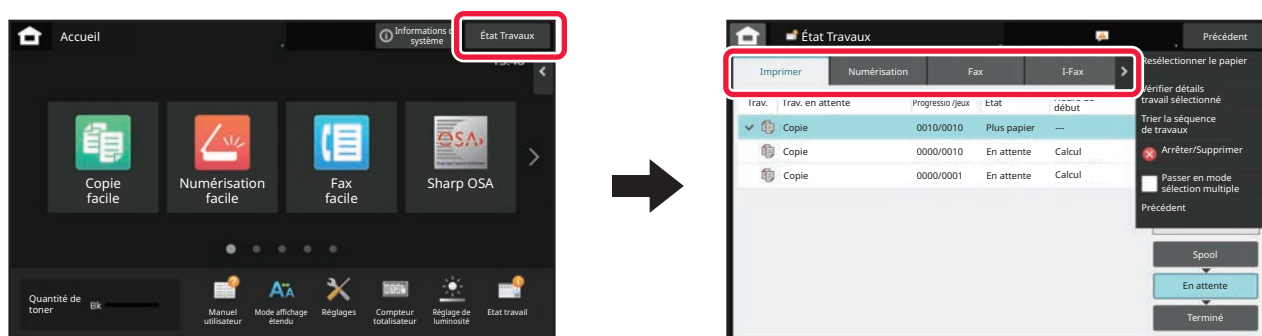 Accueil
Informations
système
État Travaux
Copie
facile
Numérisation
facile
Fax
facile
OSA
Sharp OSA
Quantité de
toner
Bk
Manuel
utilisateur
Mode affichage
étendu
Réglages
Compteur
totalisateur
Réglage de
luminosité
Etat travail
État Travaux
Précédent
Imprimer
Numérisation
Fax
I-Fax
Resélectionner le papier
Vérifier détails
travail sélectionné
Trier la séquence
de travaux
Arrêter/Supprimer
Passer en mode
sélection multiple
Précédent
Trav.
Trav. en attente
Progressio /Jeux
Etat
début
Copie
0010/0010
Plus papier
---
Copie
0000/0010
En attente
Calcul
Copie
0000/0001
En attente
Calcul
Spool
En attente
Terminé